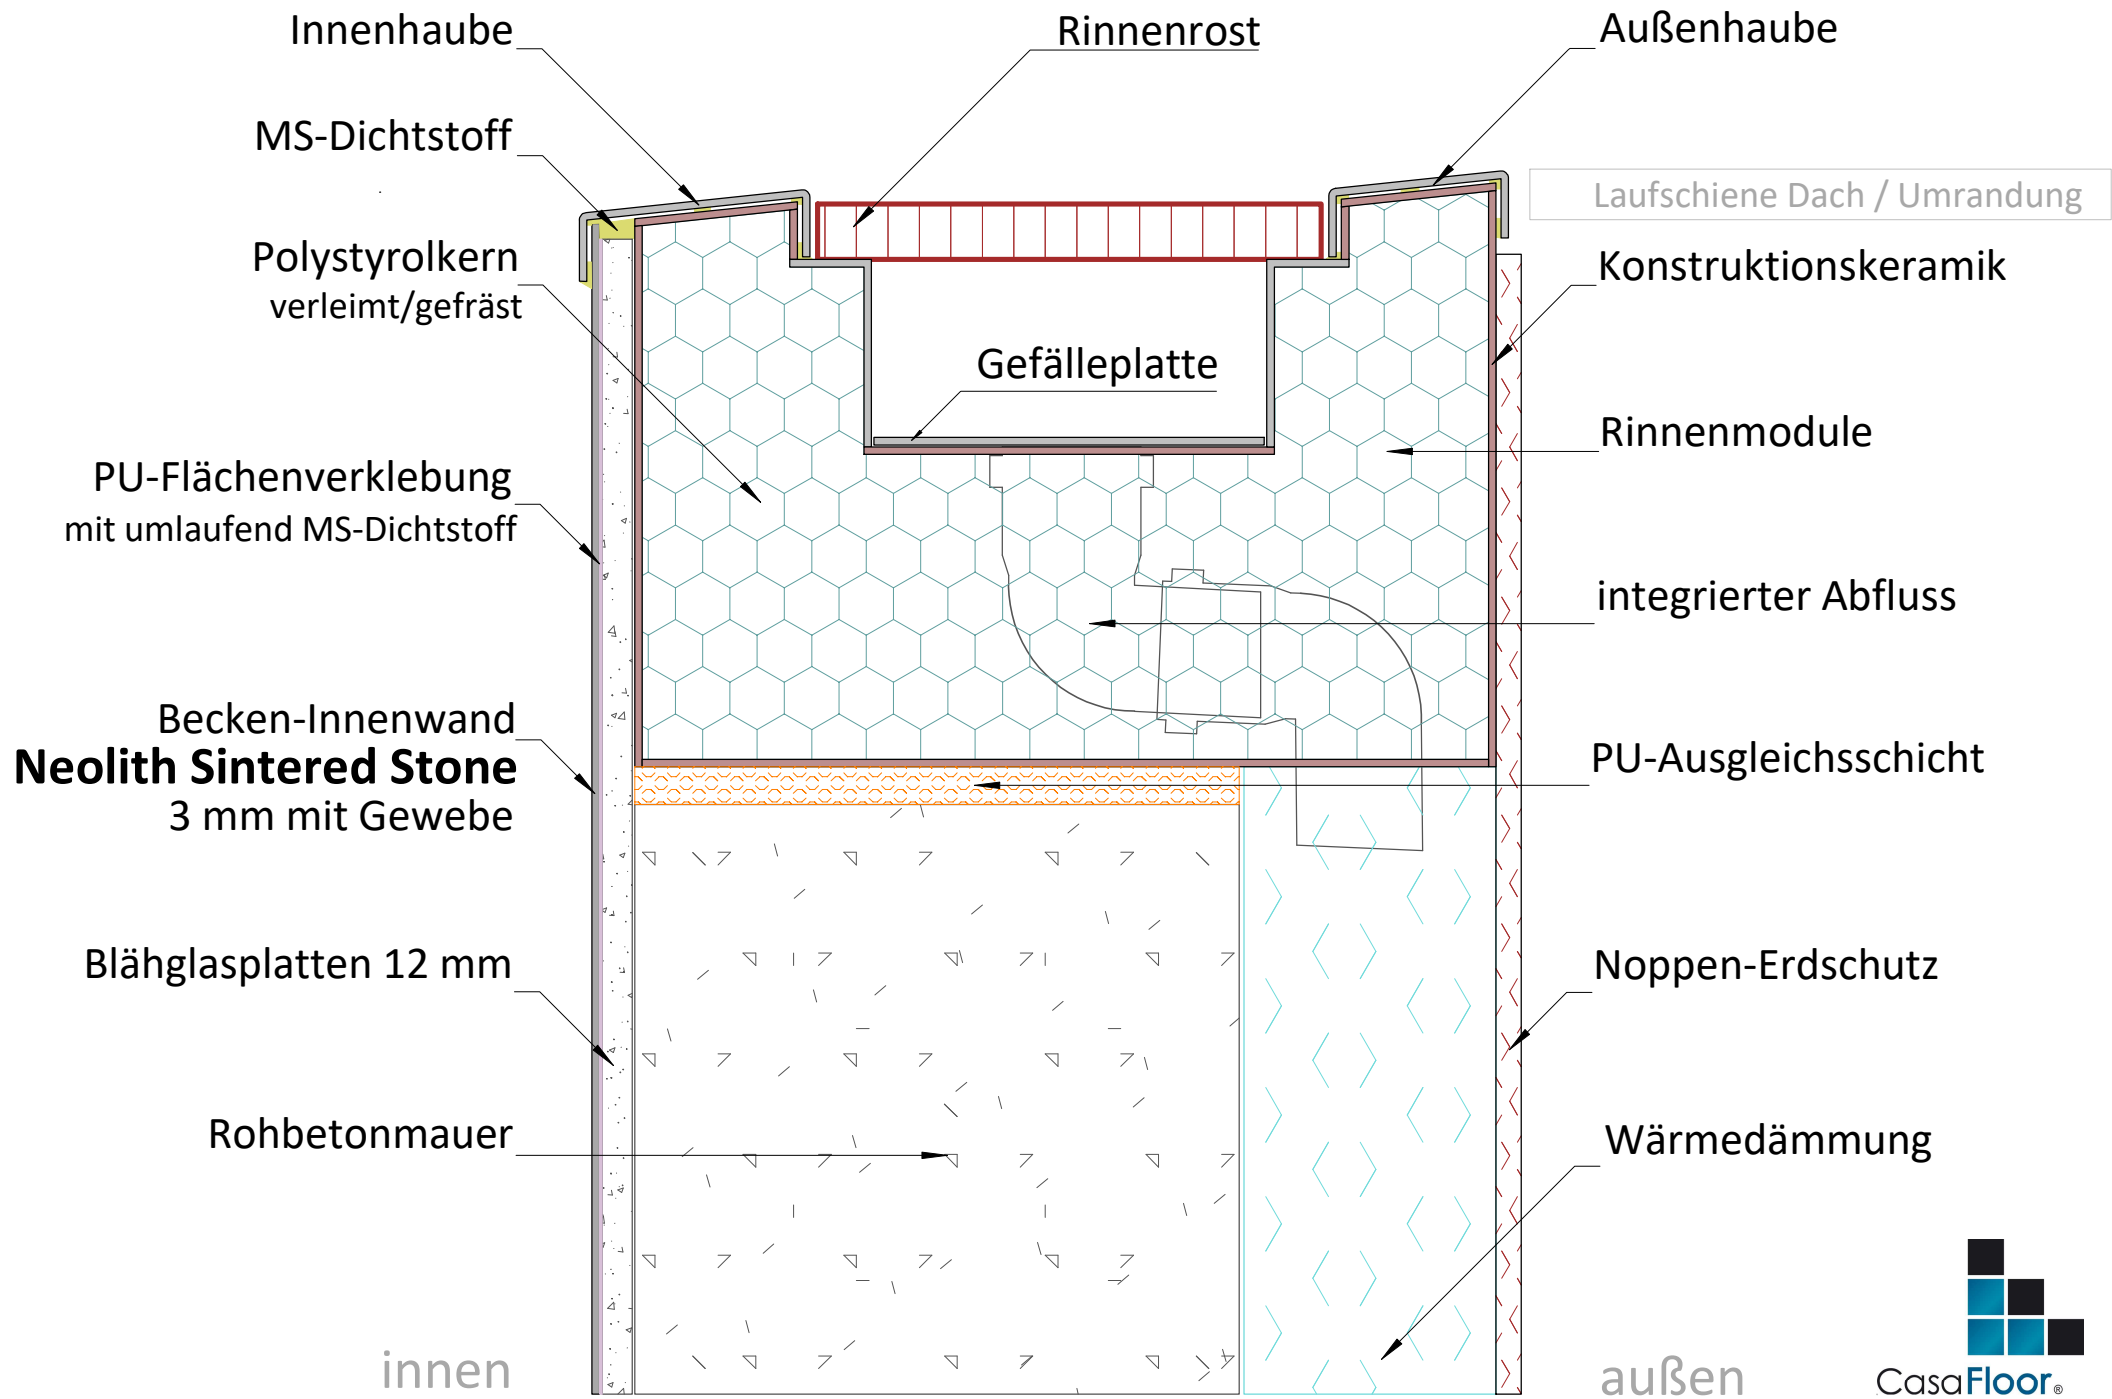 Innenhaube
Rinnenrost
Außenhaube
MS-Dichtstoff
Laufschiene Dach / Umrandung
Polystyrolkern
verleimt/gefräst
Konstruktionskeramik
Gefälleplatte
Rinnenmodule
PU-Flächenverklebung
mit umlaufend MS-Dichtstoff
integrierter Abfluss
Becken-Innenwand
Neolith Sintered Stone
3 mm mit Gewebe
PU-Ausgleichsschicht
Blähglasplatten 12 mm
Noppen-Erdschutz
Rohbetonmauer
Wärmedämmung
innen
außen
CasaFloor®